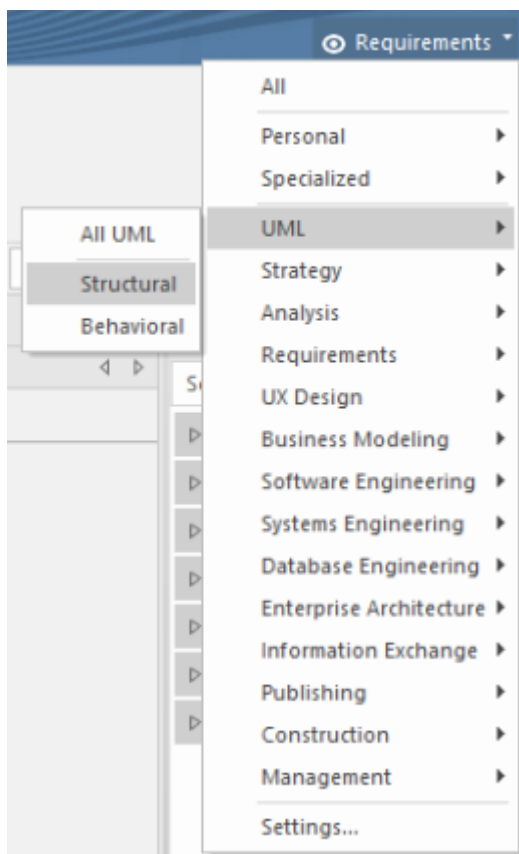 Requirements
All
Personal
Specialized
UML
All UML
Structural
Behavioral
Strategy
Analysis
Requirements
UX Design
Business Modeling
Software Engineering
Systems Engineering
Database Engineering
Enterprise Architecture
Information Exchange
Publishing
Construction
Management
Settings...